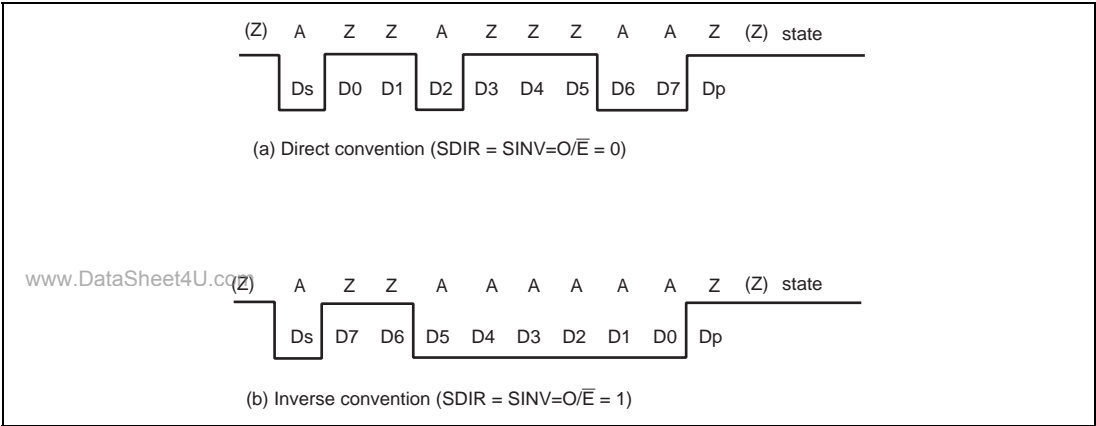 (Z) A Z Z A Z Z Z A A Z (Z) state
Ds D0 D1 D2 D3 D4 D5 D6 D7 Dp
(a) Direct convention (SDIR = SINV=O/E̅ = 0)
www.DataSheet4U.com
(Z) A Z Z A A A A A A Z (Z) state
Ds D7 D6 D5 D4 D3 D2 D1 D0 Dp
(b) Inverse convention (SDIR = SINV=O/E̅ = 1)